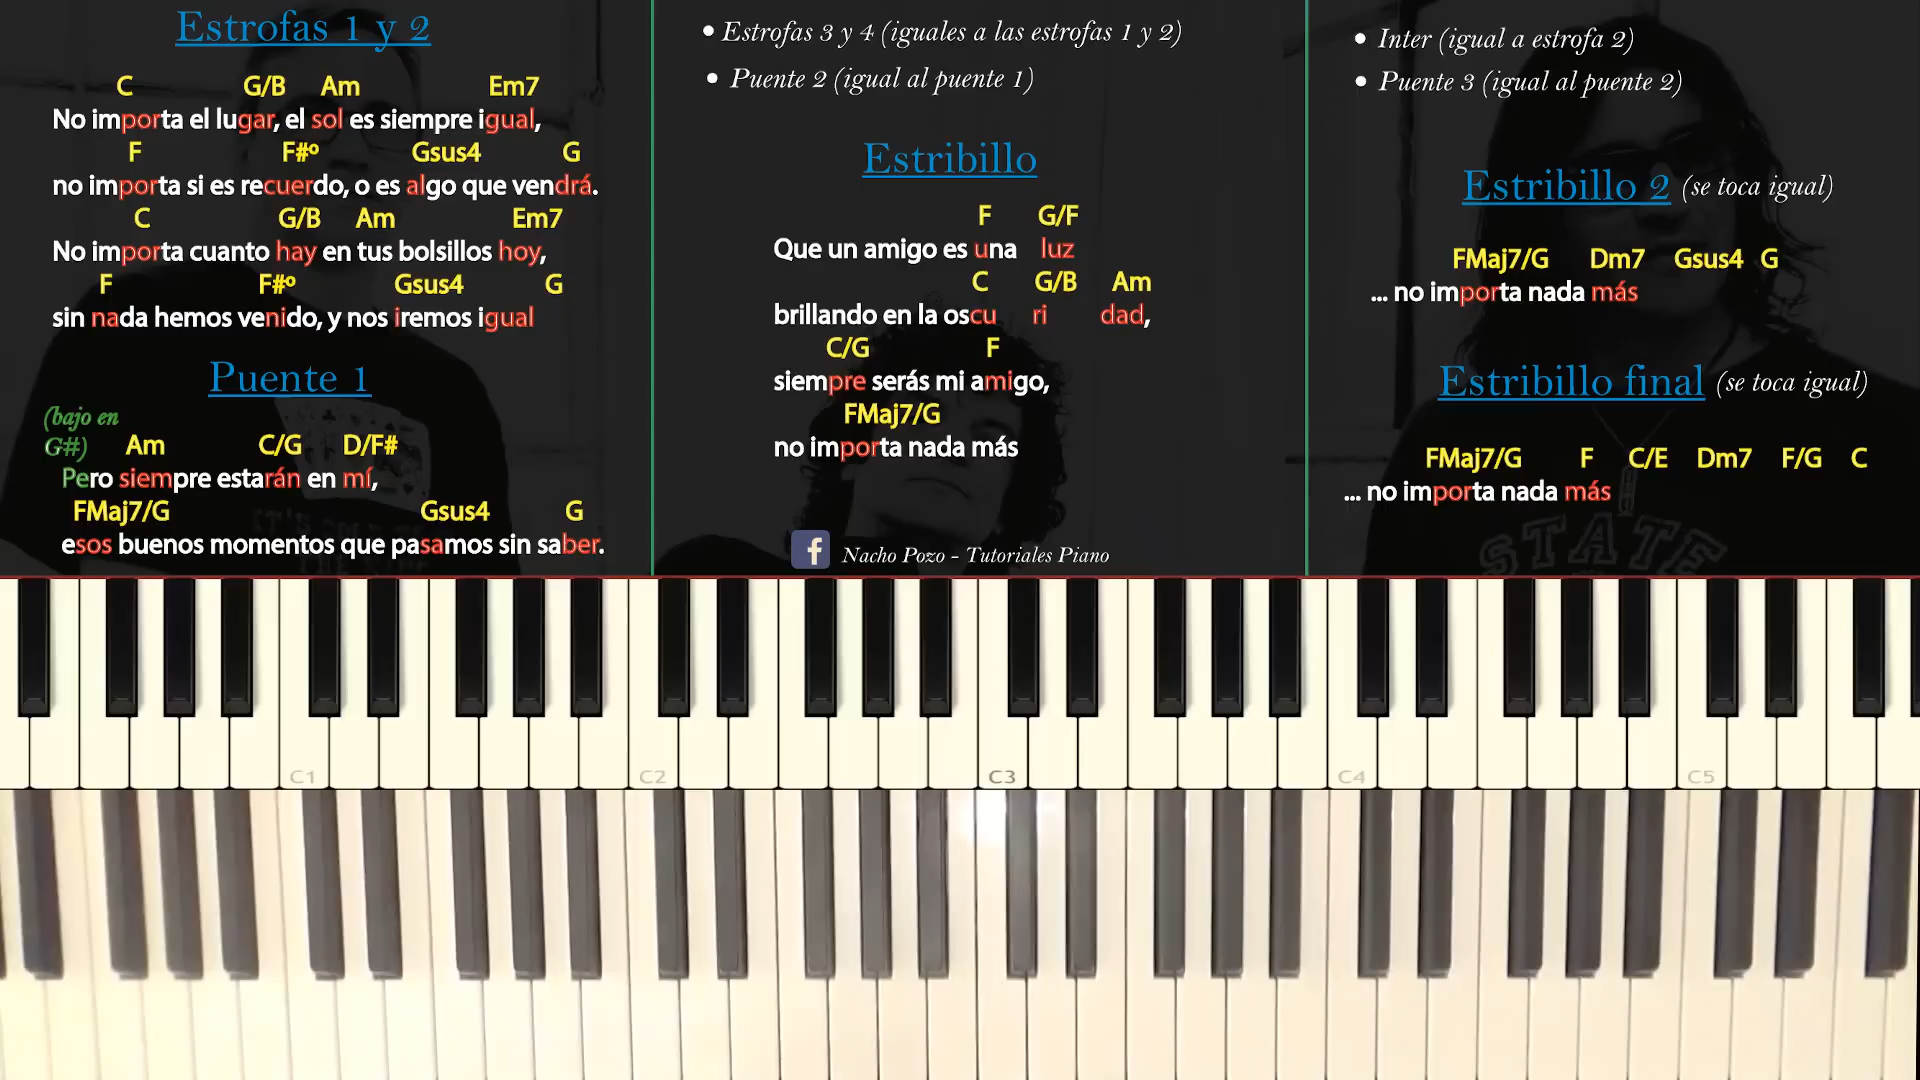 Estrofas 1 y 2
C G/B Am Em7
No importa el lugar, el sol es siempre igual,
F F#º Gsus4 G
no importa si es recuerdo, o es algo que vendrá.
C G/B Am Em7
No importa cuanto hay en tus bolsillos hoy,
F F#º Gsus4 G
sin nada hemos venido, y nos iremos igual
Puente 1
(bajo en
G#) Am C/G D/F#
Pero siempre estarán en mí,
FMaj7/G Gsus4 G
esos buenos momentos que pasamos sin saber.
• Estrofas 3 y 4 (iguales a las estrofas 1 y 2)
• Puente 2 (igual al puente 1)
Estribillo
F G/F
Que un amigo es una luz
C G/B Am
brillando en la oscu ri dad,
C/G F
siempre serás mi amigo,
FMaj7/G
no importa nada más
f Nacho Pozo - Tutoriales Piano
• Inter (igual a estrofa 2)
• Puente 3 (igual al puente 2)
Estribillo 2 (se toca igual)
FMaj7/G Dm7 Gsus4 G
... no importa nada más
Estribillo final (se toca igual)
FMaj7/G F C/E Dm7 F/G C
... no importa nada más
STATE
C1 C2 C3 C4 C5